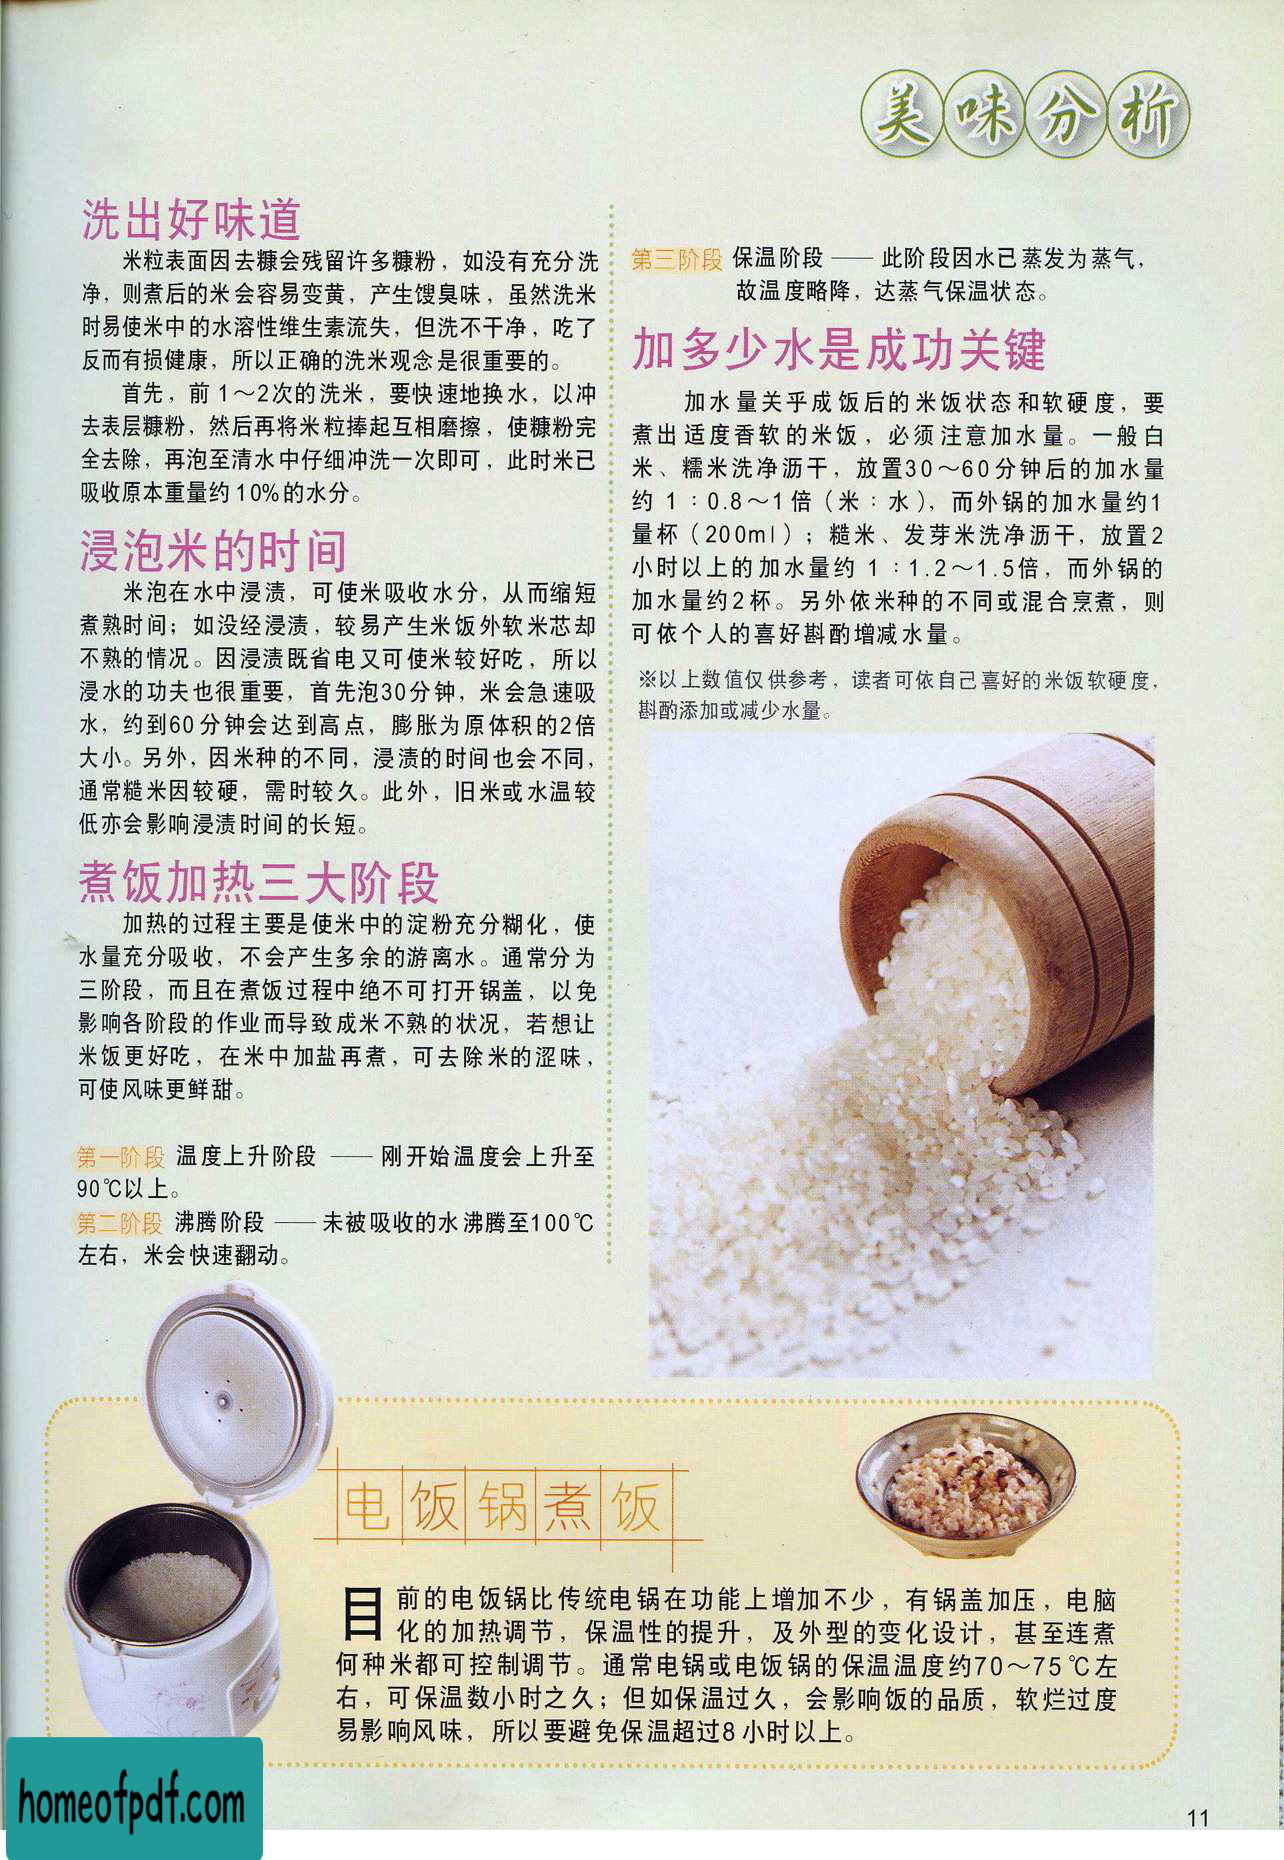 美味分析
洗出好味道
米粒表面因去糠会残留许多糠粉，如没有充分洗
净，则煮后的米会容易变黄，产生馊臭味，虽然洗米
时易使米中的水溶性维生素流失，但洗不干净，吃了
反而有损健康，所以正确的洗米观念是很重要的。
首先，前1～2次的洗米，要快速地换水，以冲
去表层糠粉，然后再将米粒捧起互相磨擦，使糠粉完
全去除，再泡至清水中仔细冲洗一次即可，此时米已
吸收原本重量约10%的水分。
浸泡米的时间
米泡在水中浸渍，可使米吸收水分，从而缩短
煮熟时间；如没经浸渍，较易产生米饭外软米芯却
不熟的情况。因浸渍既省电又可使米较好吃，所以
浸水的功夫也很重要，首先泡30分钟，米会急速吸
水，约到60分钟会达到高点，膨胀为原体积的2倍
大小。另外，因米种的不同，浸渍的时间也会不同，
通常糙米因较硬，需时较久。此外，旧米或水温较
低亦会影响浸渍时间的长短。
煮饭加热三大阶段
加热的过程主要是使米中的淀粉充分糊化，使
水量充分吸收，不会产生多余的游离水。通常分为
三阶段，而且在煮饭过程中绝不可打开锅盖，以免
影响各阶段的作业而导致成米不熟的状况，若想让
米饭更好吃，在米中加盐再煮，可去除米的涩味，
可使风味更鲜甜。
第一阶段 温度上升阶段 —— 刚开始温度会上升至
90℃以上。
第二阶段 沸腾阶段 —— 未被吸收的水沸腾至100℃
左右，米会快速翻动。
第三阶段 保温阶段 —— 此阶段因水已蒸发为蒸气，
故温度略降，达蒸气保温状态。
加多少水是成功关键
加水量关乎成饭后的米饭状态和软硬度，要
煮出适度香软的米饭，必须注意加水量。一般白
米、糯米洗净沥干，放置30～60分钟后的加水量
约1：0.8～1倍（米：水），而外锅的加水量约1
量杯（200ml）；糙米、发芽米洗净沥干，放置2
小时以上的加水量约1：1.2～1.5倍，而外锅的
加水量约2杯。另外依米种的不同或混合烹煮，则
可依个人的喜好斟酌增减水量。
※以上数值仅供参考，读者可依自己喜好的米饭软硬度，
斟酌添加或减少水量。
电饭锅煮饭
目前的电饭锅比传统电锅在功能上增加不少，有锅盖加压，电脑
化的加热调节，保温性的提升，及外型的变化设计，甚至连煮
何种米都可控制调节。通常电锅或电饭锅的保温温度约70～75℃左
右，可保温数小时之久；但如保温过久，会影响饭的品质，软烂过度
易影响风味，所以要避免保温超过8小时以上。
homeofpdf.com
11